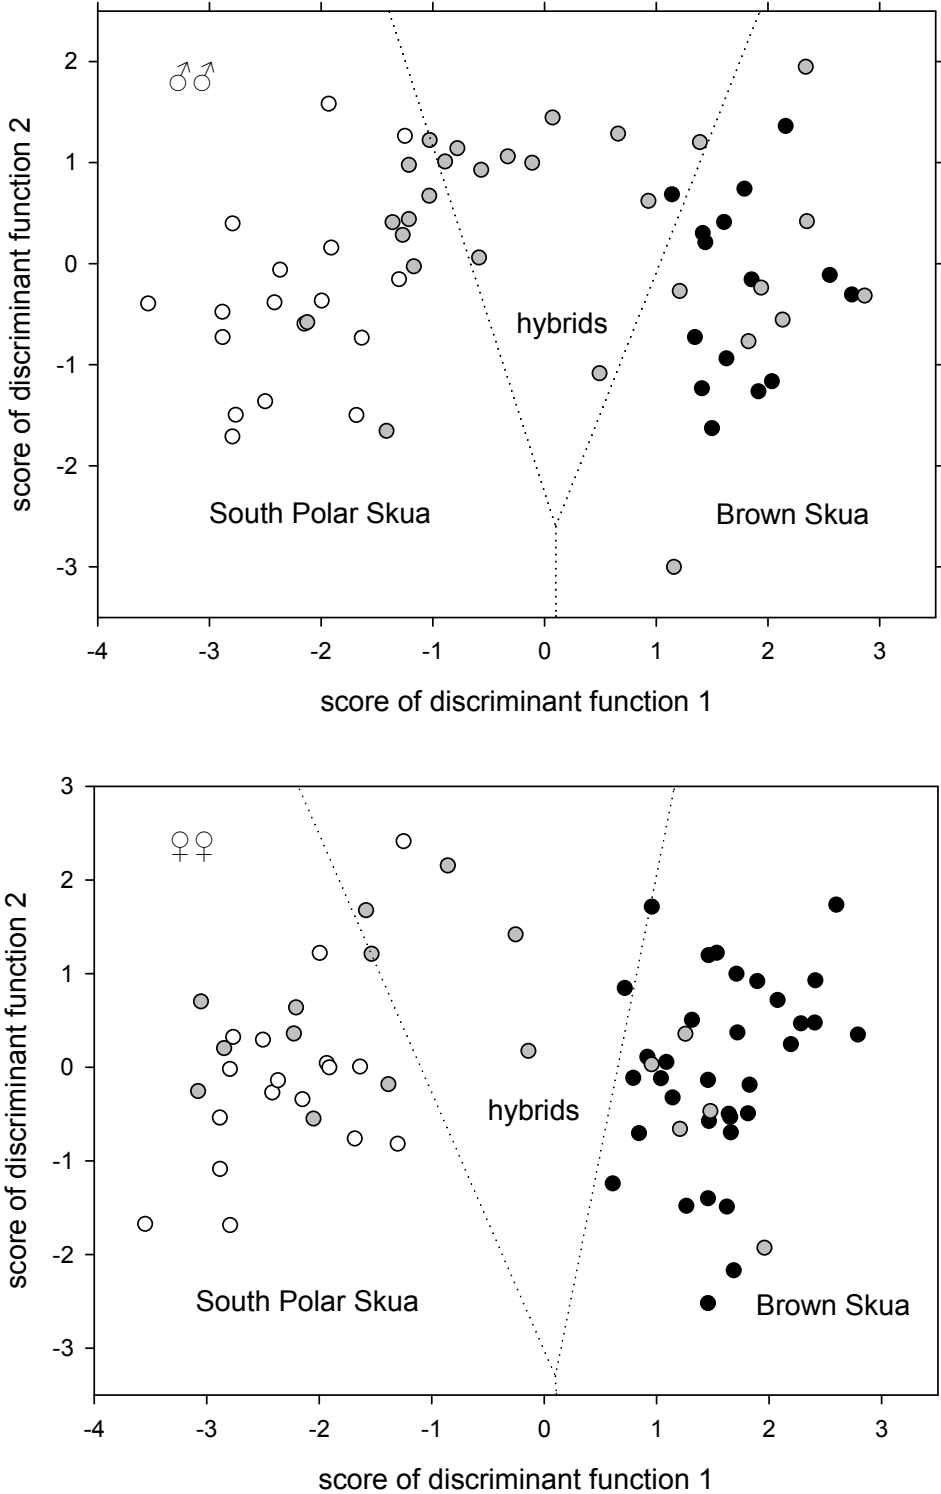 ♂♂
2
1
0
-1
-2
-3
score of discriminant function 2
hybrids
South Polar Skua
Brown Skua
-4 -3 -2 -1 0 1 2 3
score of discriminant function 1
♀♀
3
2
1
0
-1
-2
-3
score of discriminant function 2
hybrids
South Polar Skua
Brown Skua
-4 -3 -2 -1 0 1 2 3
score of discriminant function 1